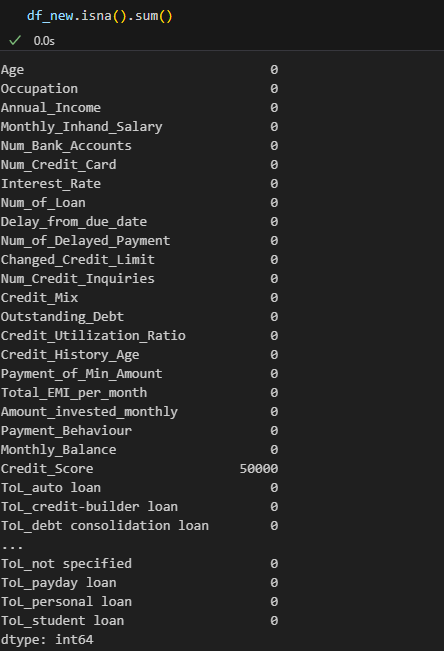 df_new.isna().sum()
0.0s
Age 0
Occupation 0
Annual_Income 0
Monthly_Inhand_Salary 0
Num_Bank_Accounts 0
Num_Credit_Card 0
Interest_Rate 0
Num_of_Loan 0
Delay_from_due_date 0
Num_of_Delayed_Payment 0
Changed_Credit_Limit 0
Num_Credit_Inquiries 0
Credit_Mix 0
Outstanding_Debt 0
Credit_Utilization_Ratio 0
Credit_History_Age 0
Payment_of_Min_Amount 0
Total_EMI_per_month 0
Amount_invested_monthly 0
Payment_Behaviour 0
Monthly_Balance 0
Credit_Score 50000
ToL_auto loan 0
ToL_credit-builder loan 0
ToL_debt consolidation loan 0
...
ToL_not specified 0
ToL_payday loan 0
ToL_personal loan 0
ToL_student loan 0
dtype: int64